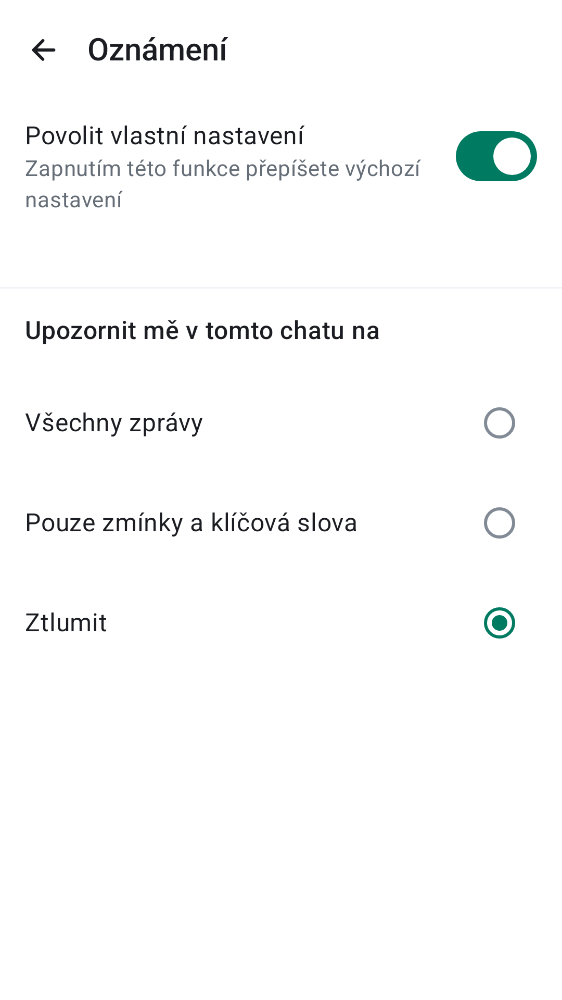 Oznámení
Povolit vlastní nastavení
Zapnutím této funkce přepíšete výchozí
nastavení
Upozornit mě v tomto chatu na
Všechny zprávy
Pouze zmínky a klíčová slova
Ztlumit